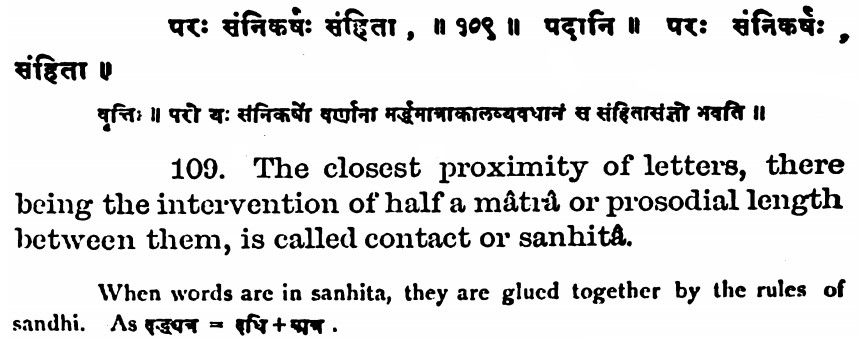 परः संनिकर्षः संहिता , ॥ १०९ ॥ पदानि ॥ परः संनिकर्षः ,
संहिता ॥
वृत्तिः ॥ परो यः संनिकर्षो वर्णाना मर्द्धमात्राकालव्यवधानं स संहितासंज्ञो भवति ॥
109. The closest proximity of letters, there
being the intervention of half a mâtrâ or prosodial length
between them, is called contact or sanhitâ.
When words are in sanhita, they are glued together by the rules of
sandhi. As = दधि + अत्र .